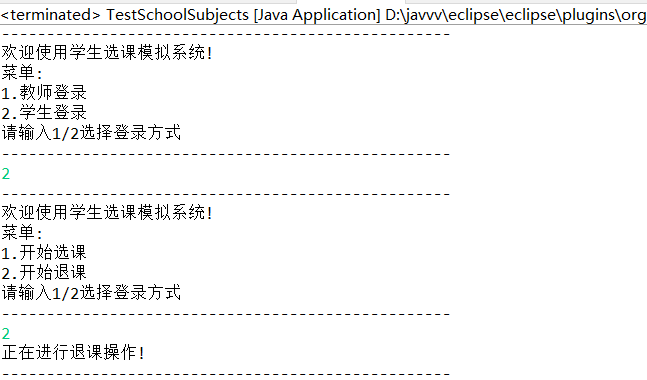 <terminated> TestSchoolSubjects [Java Application] D:\javvv\eclipse\eclipse\plugins\org
--------------------------------------------------
欢迎使用学生选课模拟系统!
菜单:
1.教师登录
2.学生登录
请输入1/2选择登录方式
--------------------------------------------------
2
--------------------------------------------------
欢迎使用学生选课模拟系统!
菜单:
1.开始选课
2.开始退课
请输入1/2选择登录方式
--------------------------------------------------
2
正在进行退课操作!
--------------------------------------------------